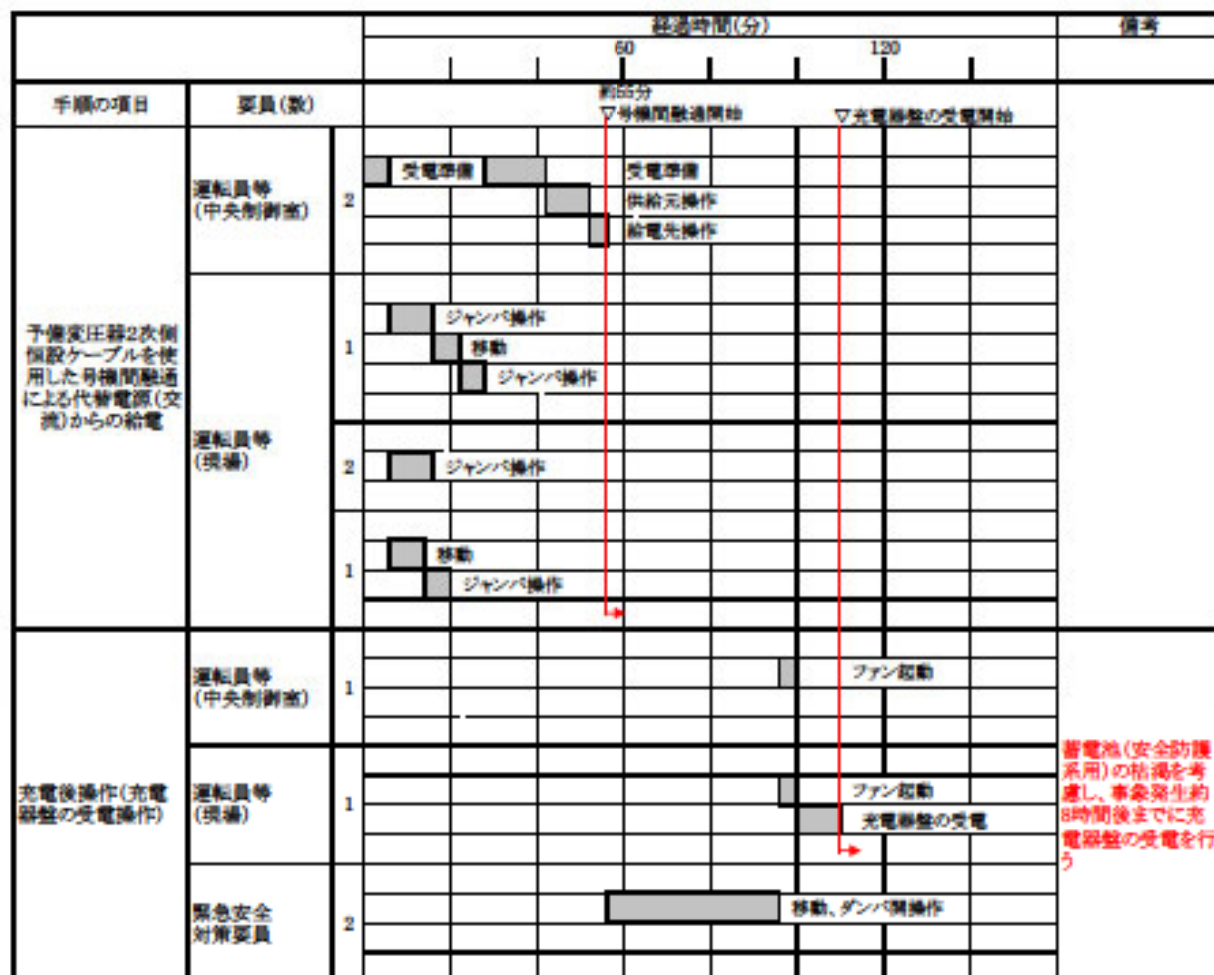 経過時間(分)
備考
60
120
手順の項目
要員(数)
約55分
▽号機間融通開始
▽充電器盤の受電開始
予備変圧器2次側
恒設ケーブルを使
用した号機間融通
による代替電源(交
流)からの給電
運転員等
(中央制御室)
2
受電準備
受電準備
供給元操作
給電先操作
運転員等
(現場)
1
ジャンパ操作
移動
ジャンパ操作
2
ジャンパ操作
1
移動
ジャンパ操作
充電後操作(充電
器盤の受電操作)
運転員等
(中央制御室)
1
ファン起動
運転員等
(現場)
1
ファン起動
充電器盤の受電
緊急安全
対策要員
2
移動、ダンパ開操作
蓄電池(安全防護
系用)の枯渇を考
慮し、事象発生約
8時間後までに充
電器盤の受電を行
う